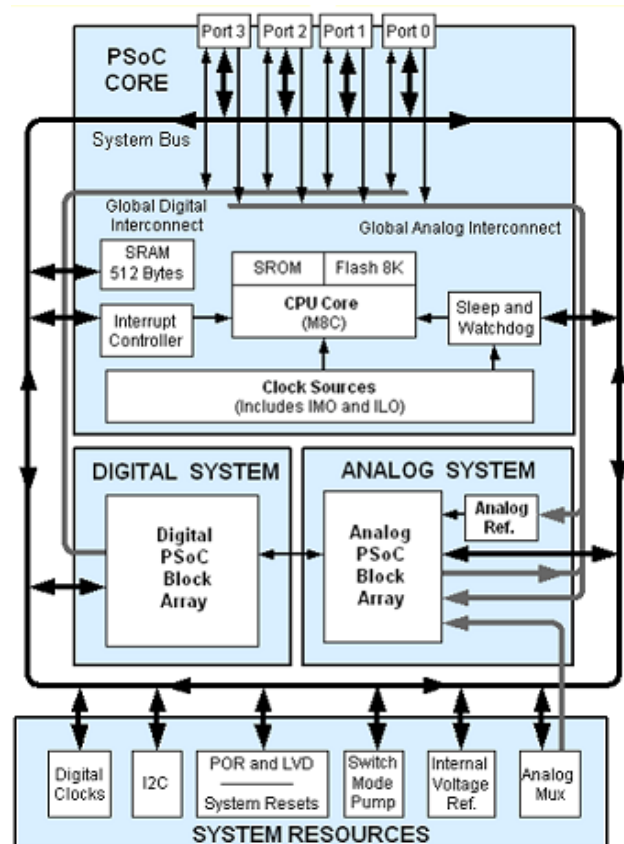 Port 3
Port 2
Port 1
Port 0
PSoC
CORE
System Bus
Global Digital
Interconnect
Global Analog Interconnect
SRAM
512 Bytes
SROM
Flash 8K
CPU Core
(M8C)
Interrupt
Controller
Sleep and
Watchdog
Clock Sources
(Includes IMO and ILO)
DIGITAL SYSTEM
ANALOG SYSTEM
Digital
PSoC
Block
Array
Analog
PSoC
Block
Array
Analog
Ref.
Digital
Clocks
I2C
POR and LVD
System Resets
Switch
Mode
Pump
Internal
Voltage
Ref.
Analog
Mux
SYSTEM RESOURCES